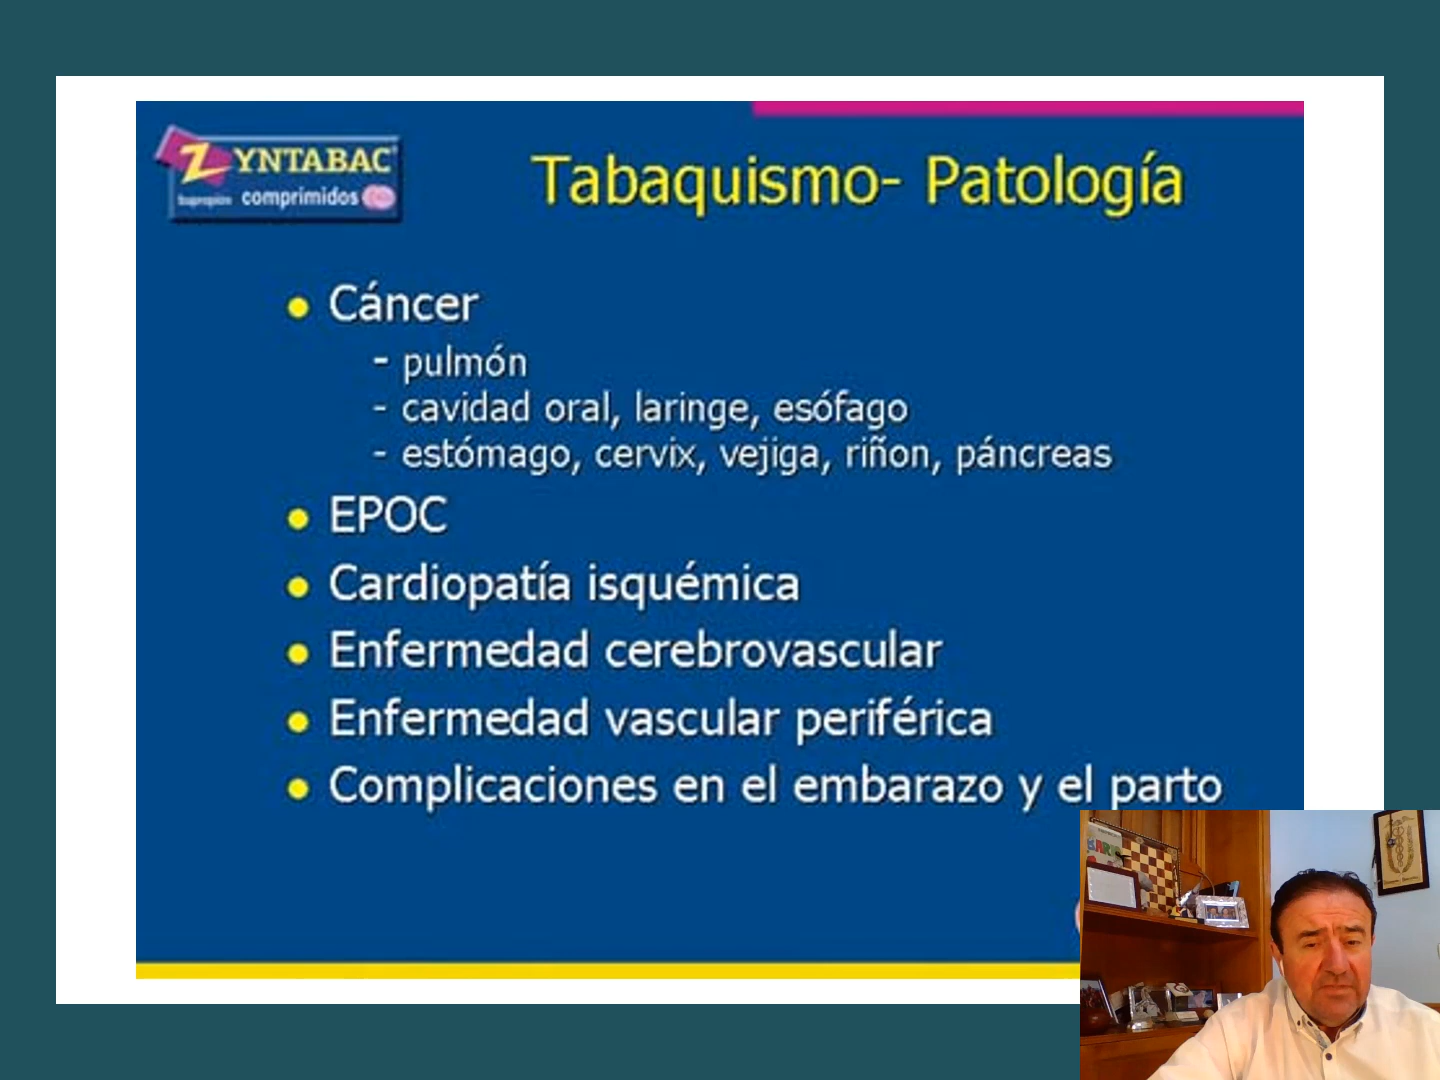 ZYNTABAC
comprimidos
Tabaquismo- Patología
• Cáncer
- pulmón
- cavidad oral, laringe, esófago
- estómago, cervix, vejiga, riñon, páncreas
• EPOC
• Cardiopatía isquémica
• Enfermedad cerebrovascular
• Enfermedad vascular periférica
• Complicaciones en el embarazo y el parto